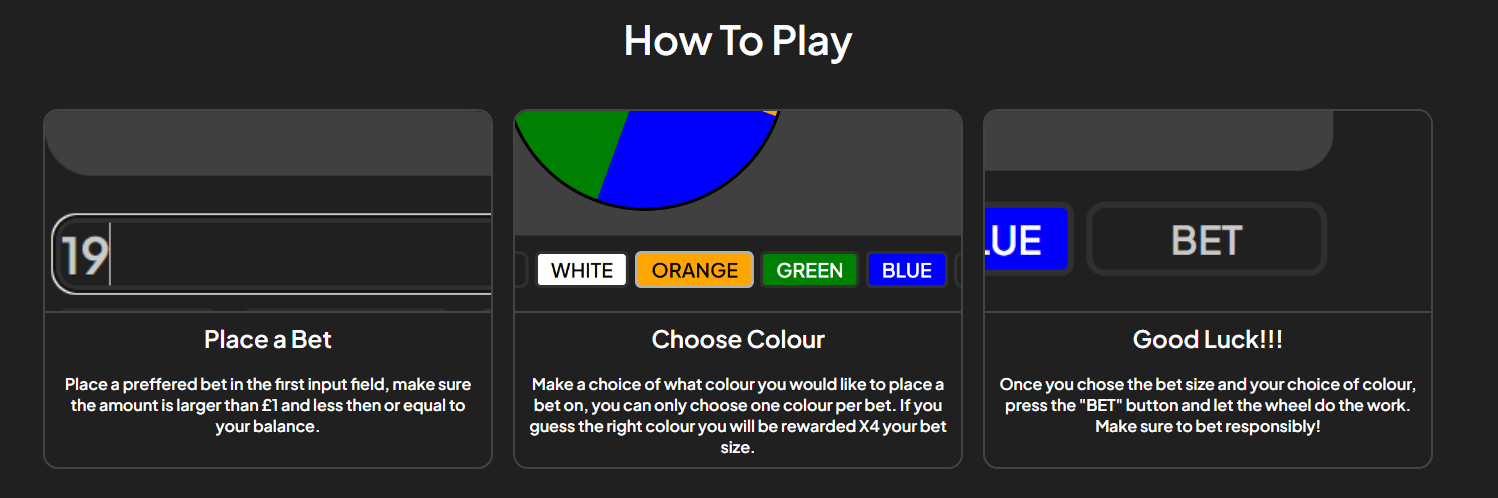 How To Play
19
Place a Bet
Place a preffered bet in the first input field, make sure
the amount is larger than £1 and less then or equal to
your balance.
WHITE ORANGE GREEN BLUE
Choose Colour
Make a choice of what colour you would like to place a
bet on, you can only choose one colour per bet. If you
guess the right colour you will be rewarded X4 your bet
size.
LUE BET
Good Luck!!!
Once you chose the bet size and your choice of colour,
press the "BET" button and let the wheel do the work.
Make sure to bet responsibly!